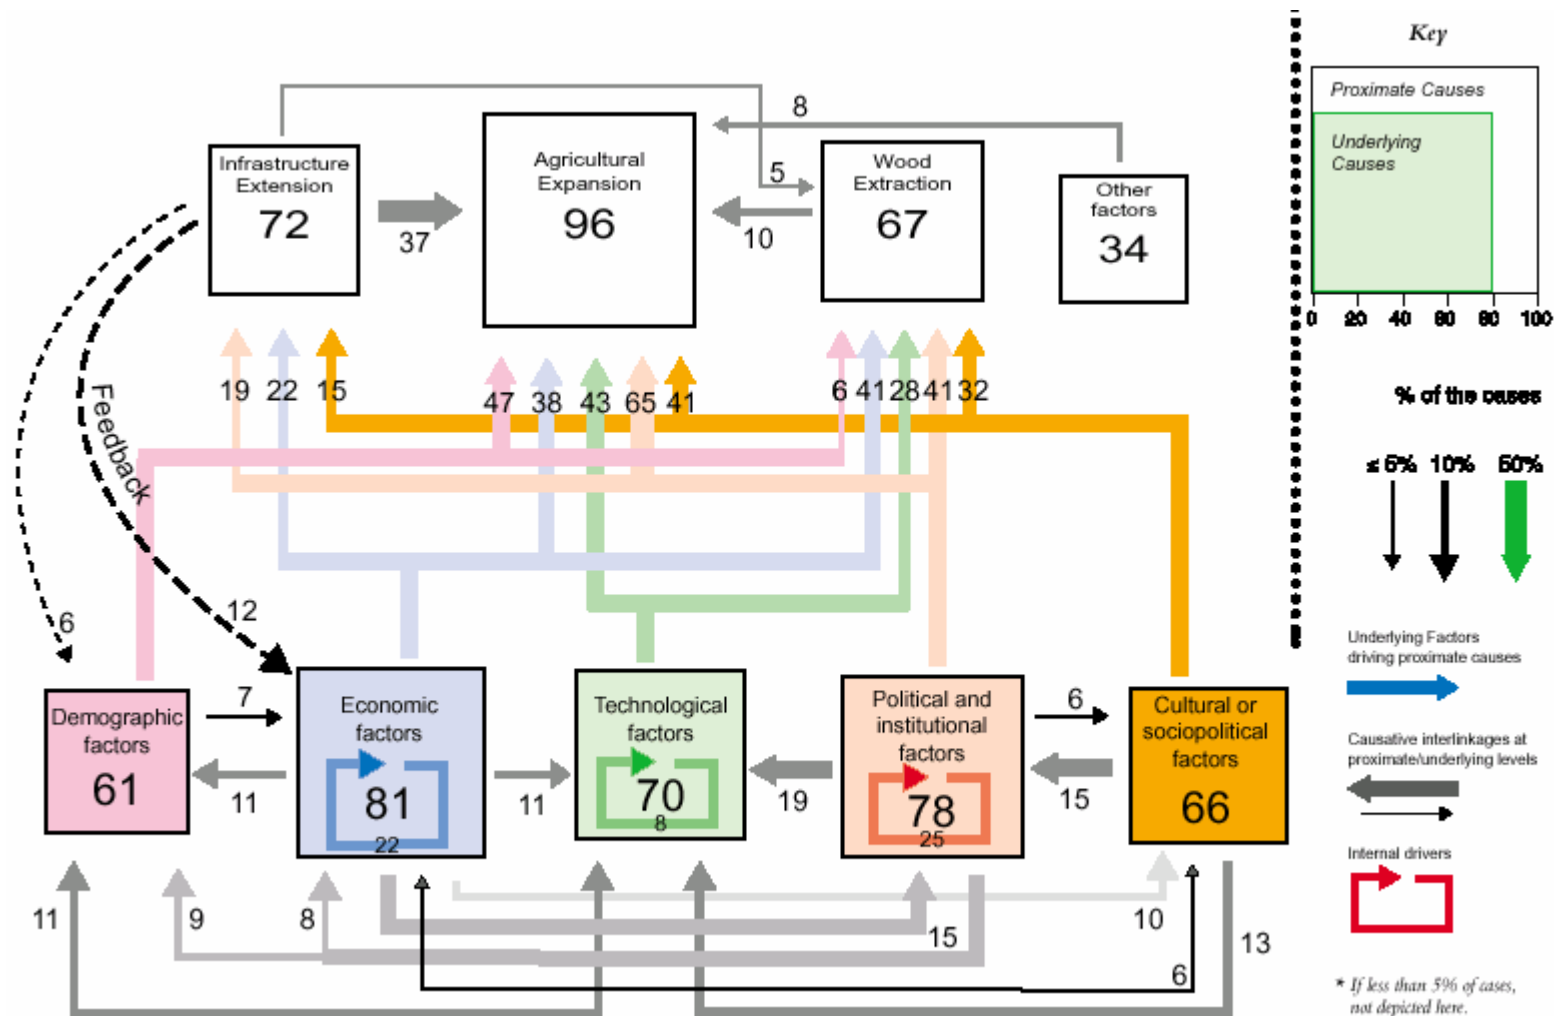 Key
Proximate Causes
Underlying
Causes
0 20 40 60 80 100
% of the cases
≤ 5% 10% 50%
Underlying Factors
driving proximate causes
Causative interlinkages at
proximate/underlying levels
Internal drivers
* If less than 5% of cases,
not depicted here.
8
Infrastructure
Extension
72
Agricultural
Expansion
96
Wood
Extraction
67
Other
factors
34
5
37
10
19 22 15
47 38 43 65 41
6 41 28 41 32
Feedback
6
12
7
6
Demographic
factors
61
Economic
factors
81
22
Technological
factors
70
8
Political and
institutional
factors
78
25
Cultural or
sociopolitical
factors
66
11
11
19
15
11
9
8
15
10
13
6